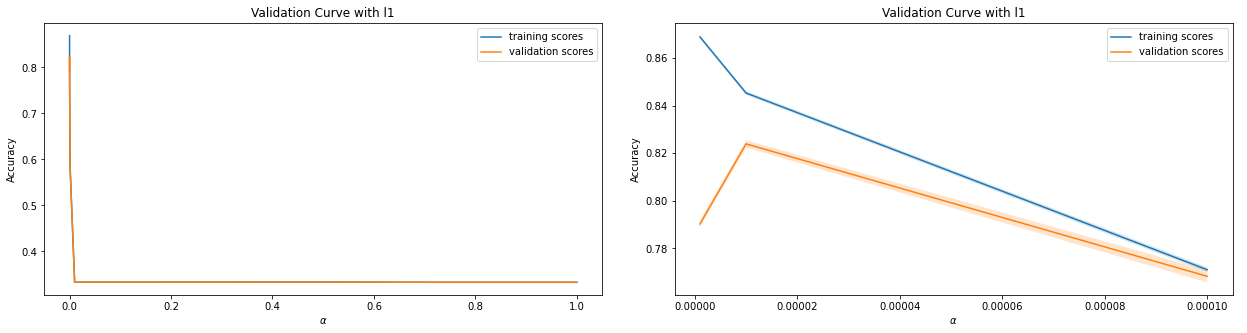 Validation Curve with l1
training scores
validation scores
Accuracy
0.8
0.7
0.6
0.5
0.4
0.0 0.2 0.4 0.6 0.8 1.0
α
Validation Curve with l1
training scores
validation scores
Accuracy
0.86
0.84
0.82
0.80
0.78
0.00000 0.00002 0.00004 0.00006 0.00008 0.00010
α